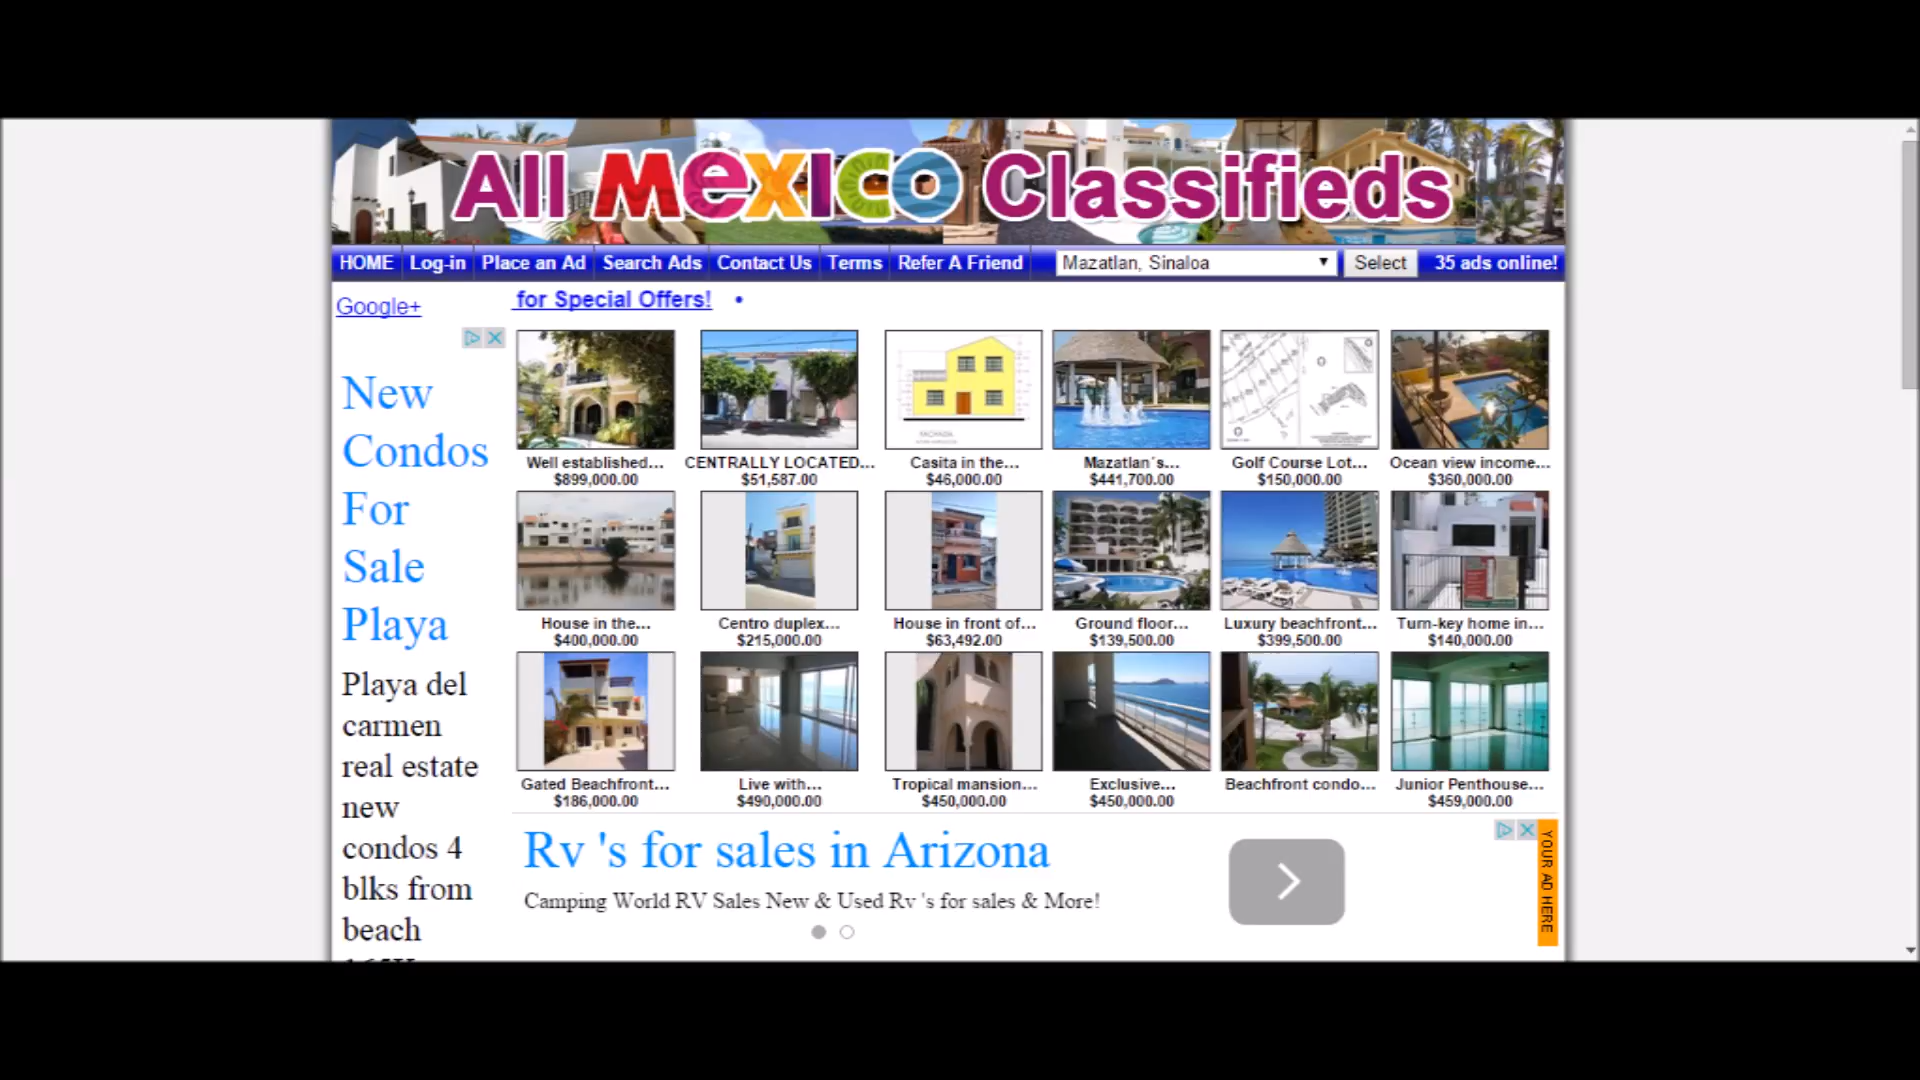 All MeXICO Classifieds
HOME Log-in Place an Ad Search Ads Contact Us Terms Refer A Friend Mazatlan, Sinaloa Select 35 ads online!
Google+
for Special Offers! •
New
Condos
For
Sale
Playa
Playa del
carmen
real estate
new
condos 4
blks from
beach
Well established... CENTRALLY LOCATED... Casita in the... Mazatlan´s... Golf Course Lot... Ocean view income...
$899,000.00 $51,587.00 $46,000.00 $441,700.00 $150,000.00 $360,000.00
House in the... Centro duplex... House in front of... Ground floor... Luxury beachfront... Turn-key home in...
$400,000.00 $215,000.00 $63,492.00 $139,500.00 $399,500.00 $140,000.00
Gated Beachfront... Live with... Tropical mansion... Exclusive... Beachfront condo... Junior Penthouse...
$186,000.00 $490,000.00 $450,000.00 $450,000.00 $459,000.00
Rv 's for sales in Arizona
Camping World RV Sales New & Used Rv 's for sales & More!
YOUR AD HERE